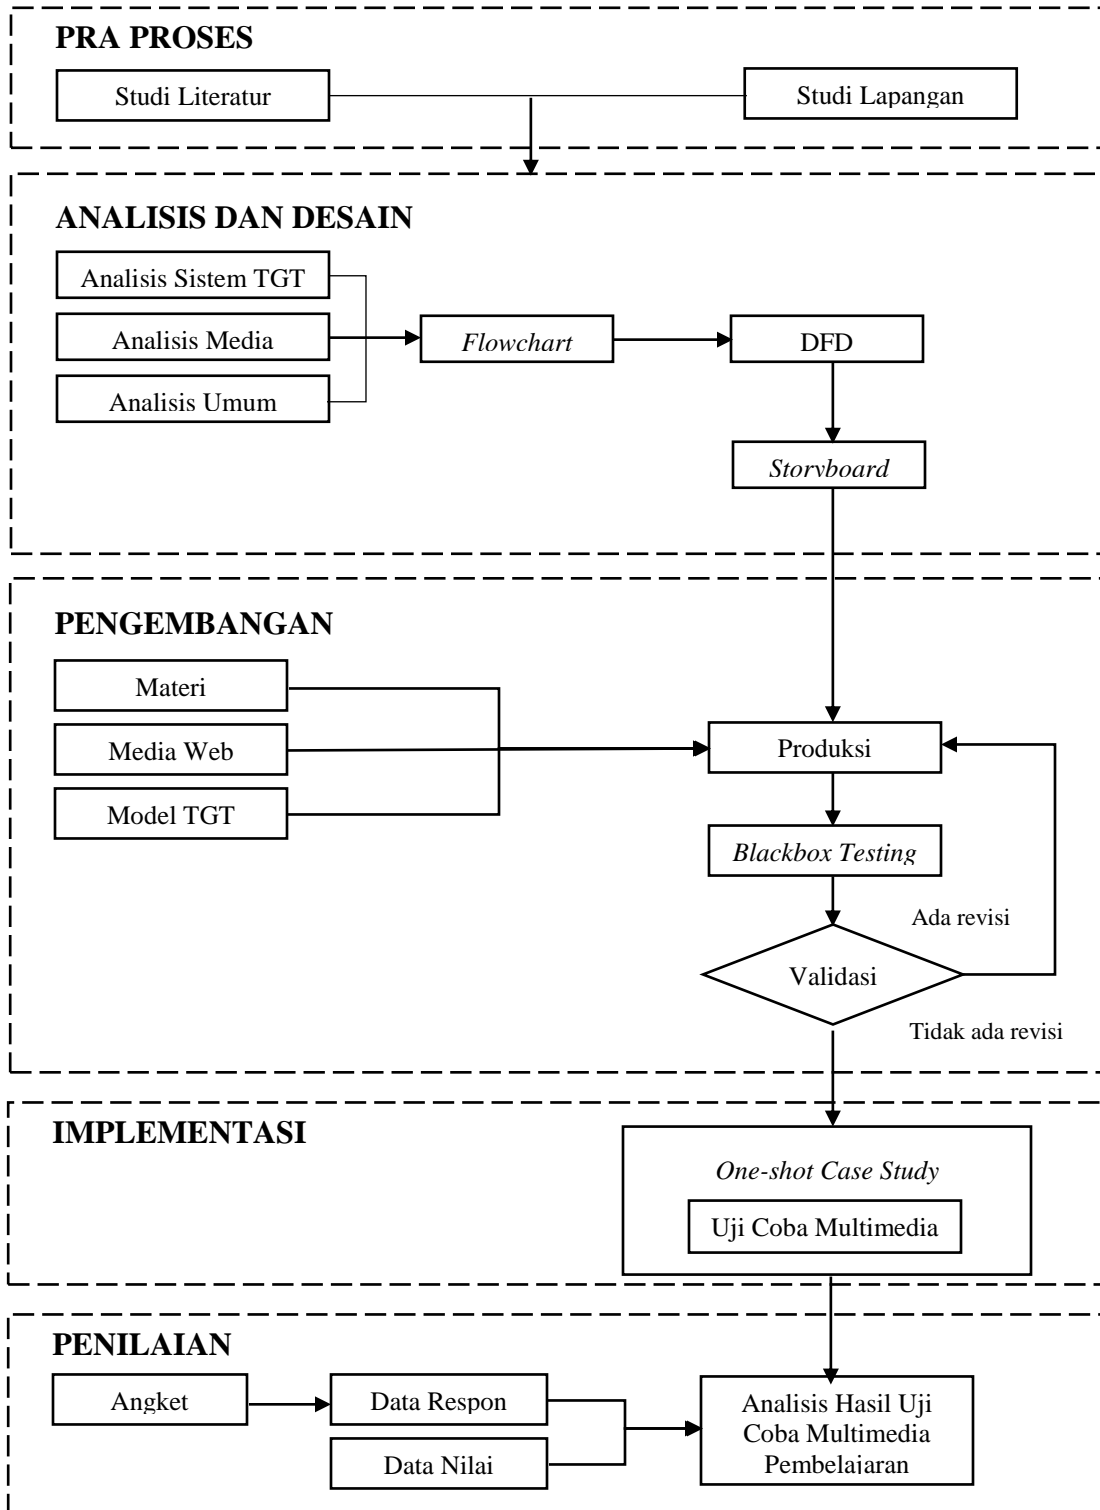 PRA PROSES
Studi Literatur
Studi Lapangan
ANALISIS DAN DESAIN
Analisis Sistem TGT
Analisis Media
Analisis Umum
Flowchart
DFD
Storyboard
PENGEMBANGAN
Materi
Media Web
Model TGT
Produksi
Blackbox Testing
Ada revisi
Validasi
Tidak ada revisi
IMPLEMENTASI
One-shot Case Study
Uji Coba Multimedia
PENILAIAN
Angket
Data Respon
Data Nilai
Analisis Hasil Uji
Coba Multimedia
Pembelajaran